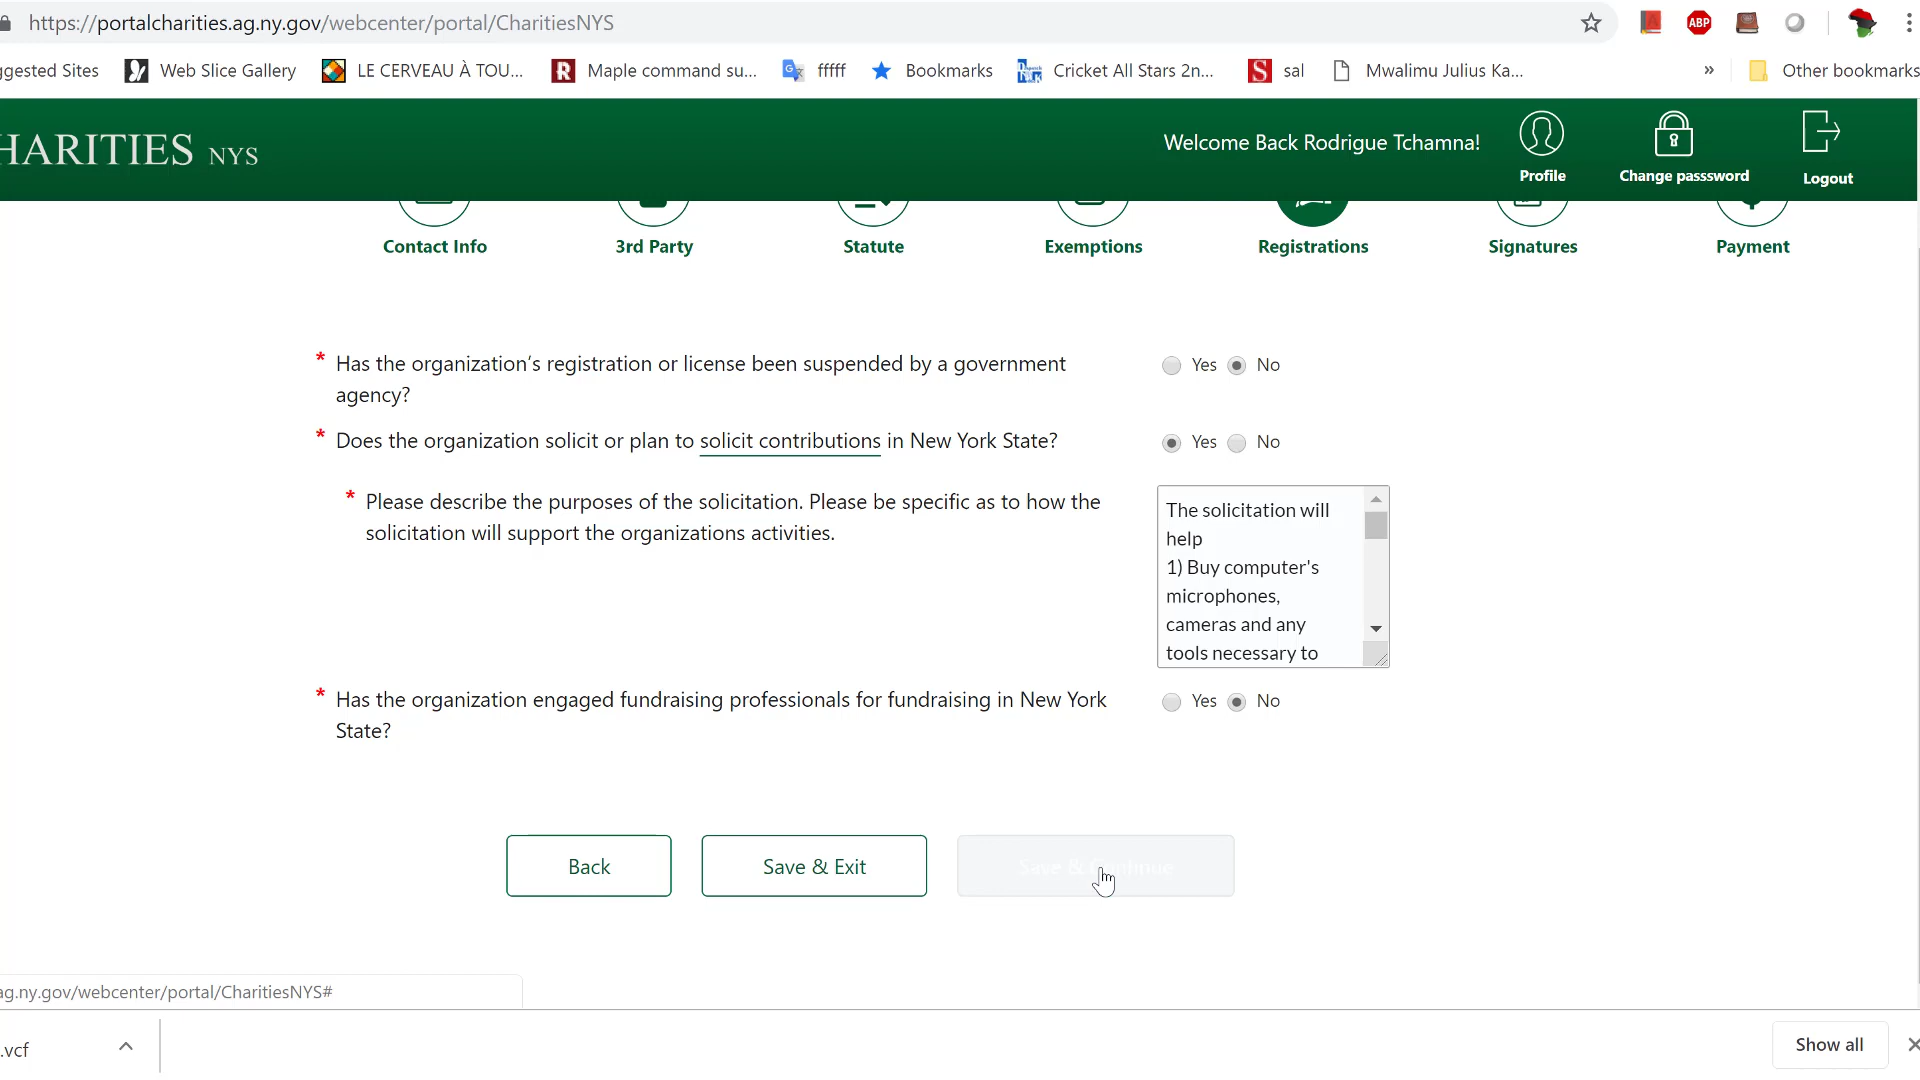 https://portalcharities.ag.ny.gov/webcenter/portal/CharitiesNYS
ABP
ggested Sites Web Slice Gallery LE CERVEAU À TOU... Maple command su... fffff Bookmarks Cricket All Stars 2n... sal Mwalimu Julius Ka... » Other bookmarks
HARITIES NYS
Welcome Back Rodrigue Tchamna!
Profile
Change passsword
Logout
Contact Info 3rd Party Statute Exemptions Registrations Signatures Payment
* Has the organization's registration or license been suspended by a government
agency?
Yes No
* Does the organization solicit or plan to solicit contributions in New York State?
Yes No
* Please describe the purposes of the solicitation. Please be specific as to how the
solicitation will support the organizations activities.
The solicitation will
help
1) Buy computer's
microphones,
cameras and any
tools necessary to
* Has the organization engaged fundraising professionals for fundraising in New York
State?
Yes No
Back Save & Exit Save & Continue
ag.ny.gov/webcenter/portal/CharitiesNYS#
.vcf
Show all